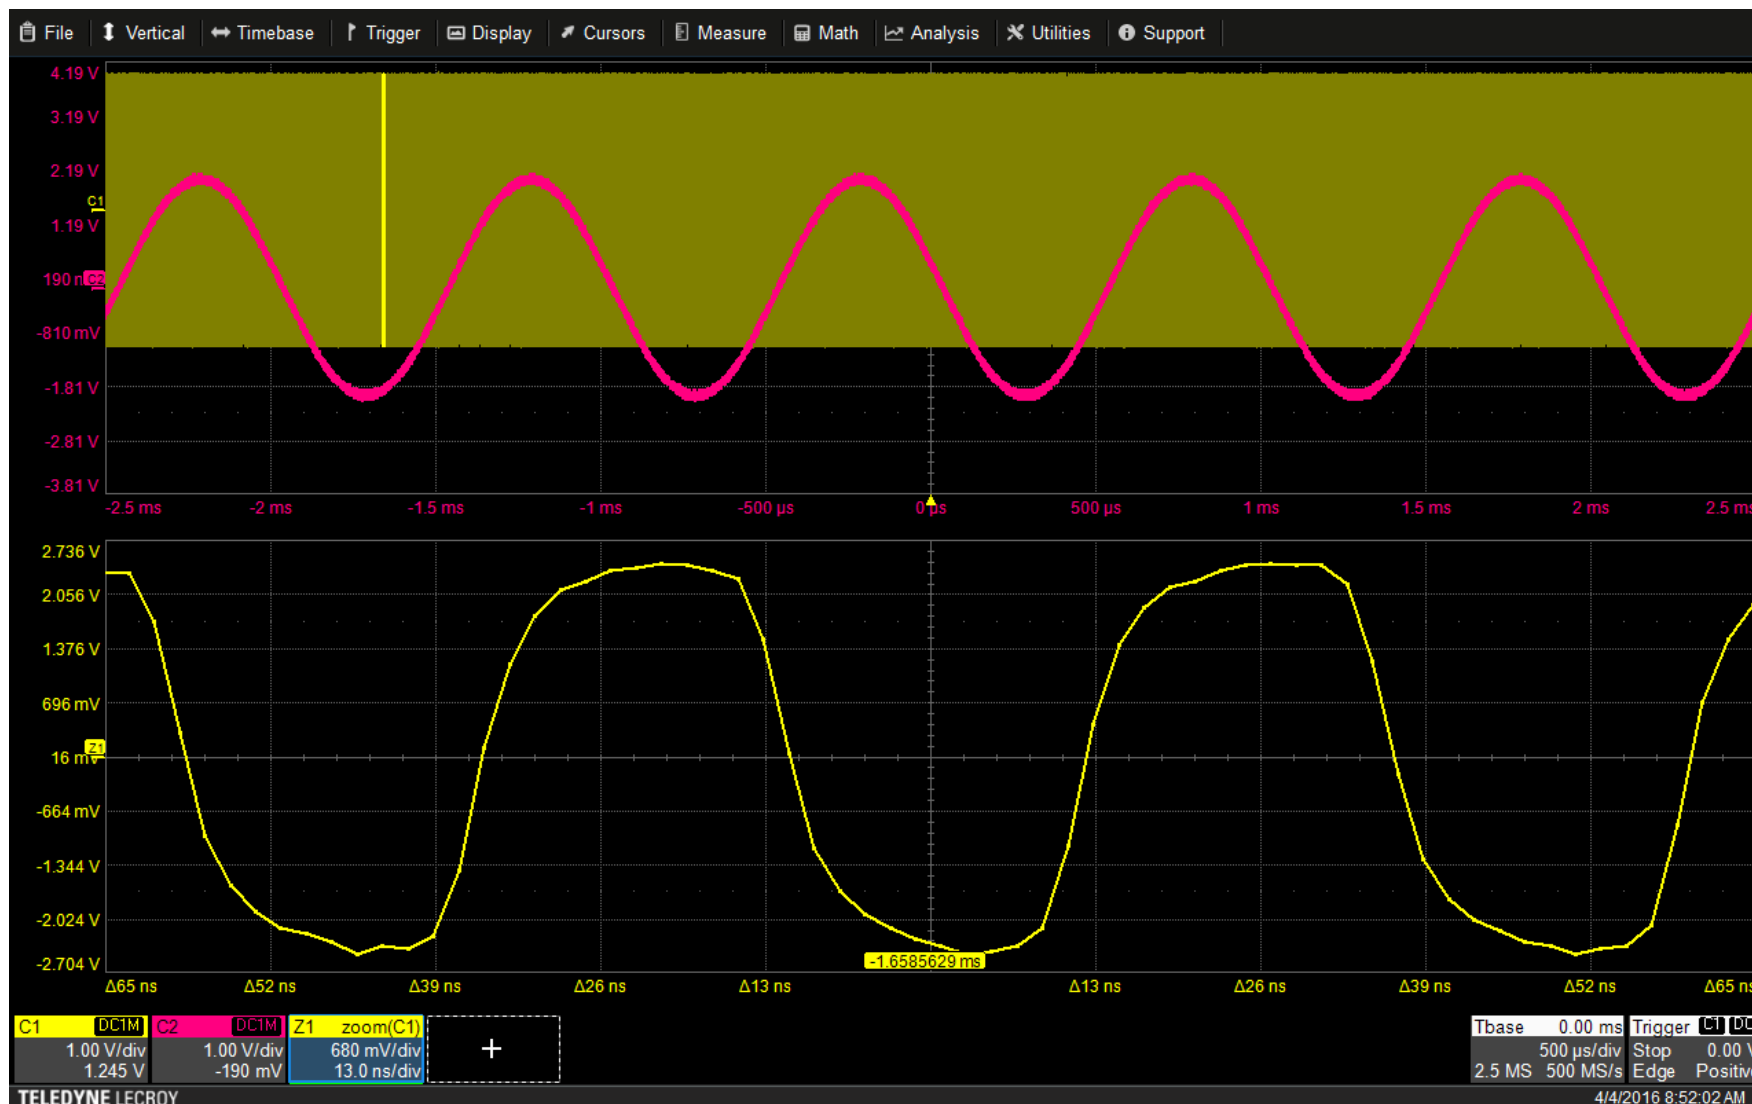 File Vertical Timebase Trigger Display Cursors Measure Math Analysis Utilities Support
4.19 V
3.19 V
2.19 V
C1
1.19 V
190 C2
-810 mV
-1.81 V
-2.81 V
-3.81 V
-2.5 ms -2 ms -1.5 ms -1 ms -500 µs 0 µs 500 µs 1 ms 1.5 ms 2 ms 2.5 ms
2.736 V
2.056 V
1.376 V
696 mV
Z1
16 mV
-664 mV
-1.344 V
-2.024 V
-2.704 V
-1.6585629 ms
Δ65 ns Δ52 ns Δ39 ns Δ26 ns Δ13 ns Δ13 ns Δ26 ns Δ39 ns Δ52 ns Δ65 ns
C1 DC1M C2 DC1M Z1 zoom(C1) Tbase 0.00 ms Trigger C1 DC
1.00 V/div 1.00 V/div 680 mV/div + 500 µs/div Stop 0.00 V
1.245 V -190 mV 13.0 ns/div 2.5 MS 500 MS/s Edge Positive
TELEDYNE LECROY 4/4/2016 8:52:02 AM